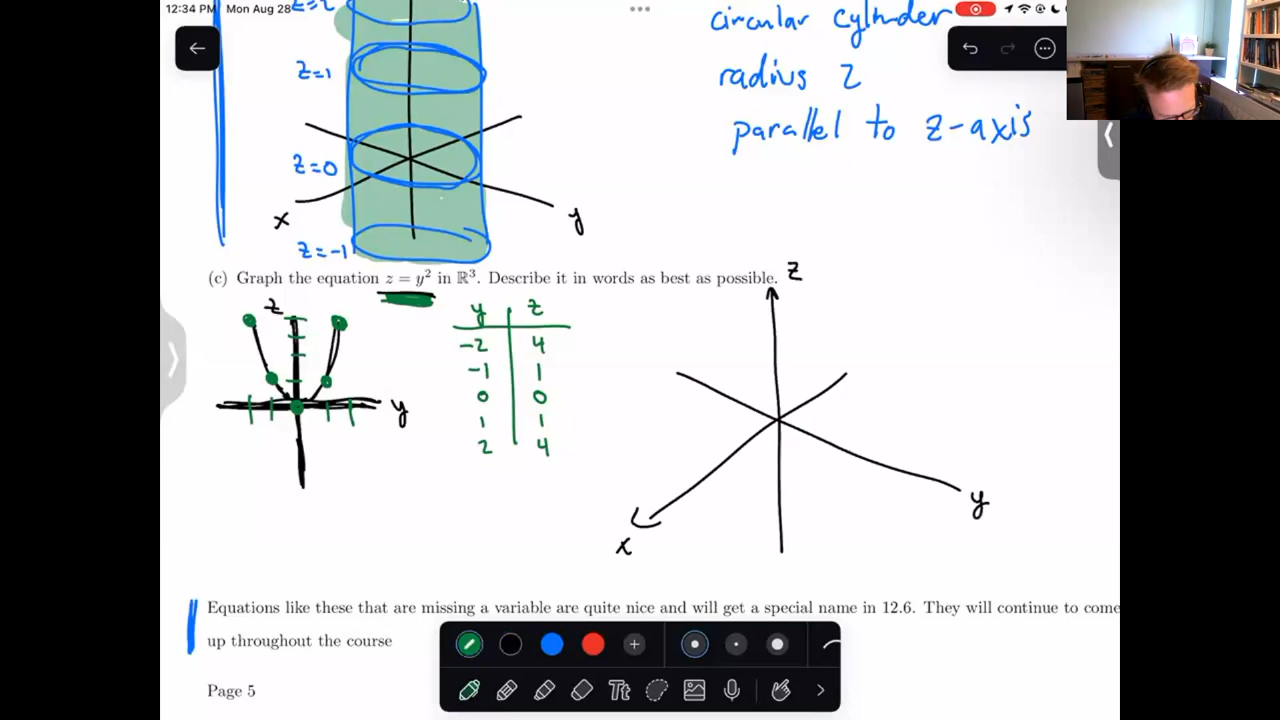 12:34 PM Mon Aug 28
z=2
circular cylinder
z=1
radius 2
parallel to z-axis
z=0
x
y
z=-1
(c) Graph the equation z = y² in ℝ³. Describe it in words as best as possible.
z
z
y z
-2 4
-1 1
0 0
1 1
2 4
y
y
x
Equations like these that are missing a variable are quite nice and will get a special name in 12.6. They will continue to come
up throughout the course
Tt
Page 5